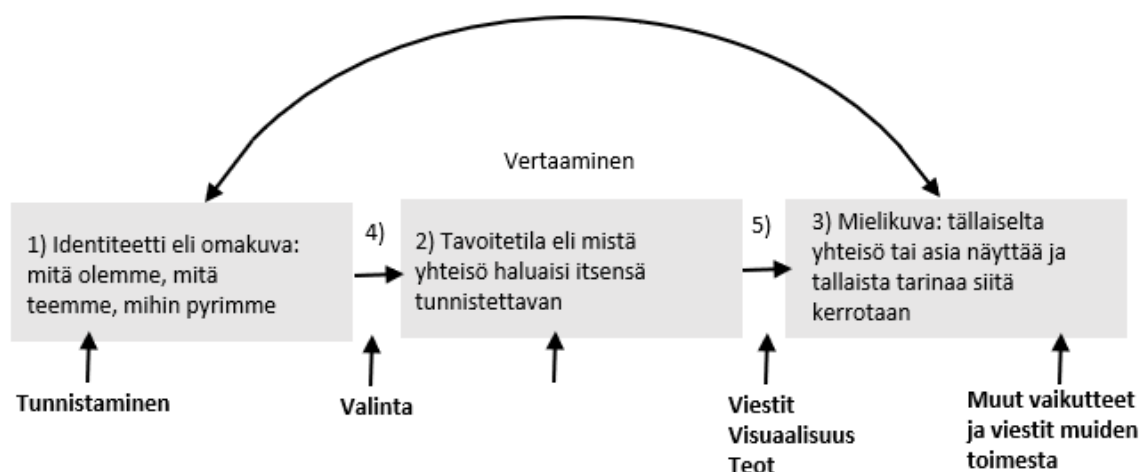 Vertaaminen
1) Identiteetti eli omakuva:
mitä olemme, mitä
teemme, mihin pyrimme
4)
2) Tavoitetila eli mistä
yhteisö haluaisi itsensä
tunnistettavan
5)
3) Mielikuva: tällaiselta
yhteisö tai asia näyttää ja
tallaista tarinaa siitä
kerrotaan
Tunnistaminen
Valinta
Viestit
Visuaalisuus
Teot
Muut vaikutteet
ja viestit muiden
toimesta